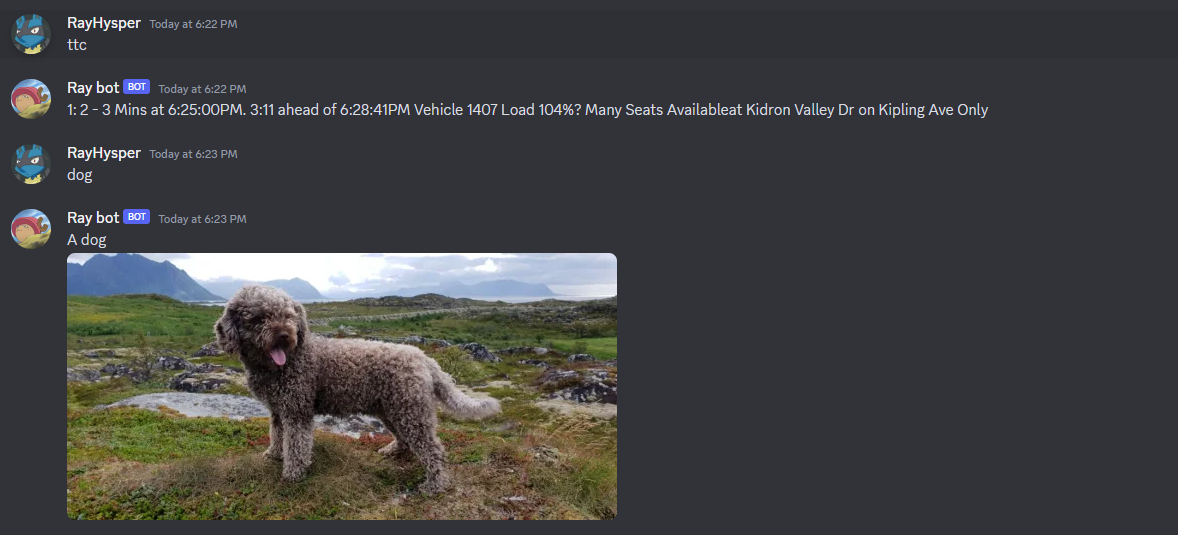 RayHysper Today at 6:22 PM
ttc
Ray bot BOT Today at 6:22 PM
1: 2 - 3 Mins at 6:25:00PM. 3:11 ahead of 6:28:41PM Vehicle 1407 Load 104%? Many Seats Availableat Kidron Valley Dr on Kipling Ave Only
RayHysper Today at 6:23 PM
dog
Ray bot BOT Today at 6:23 PM
A dog